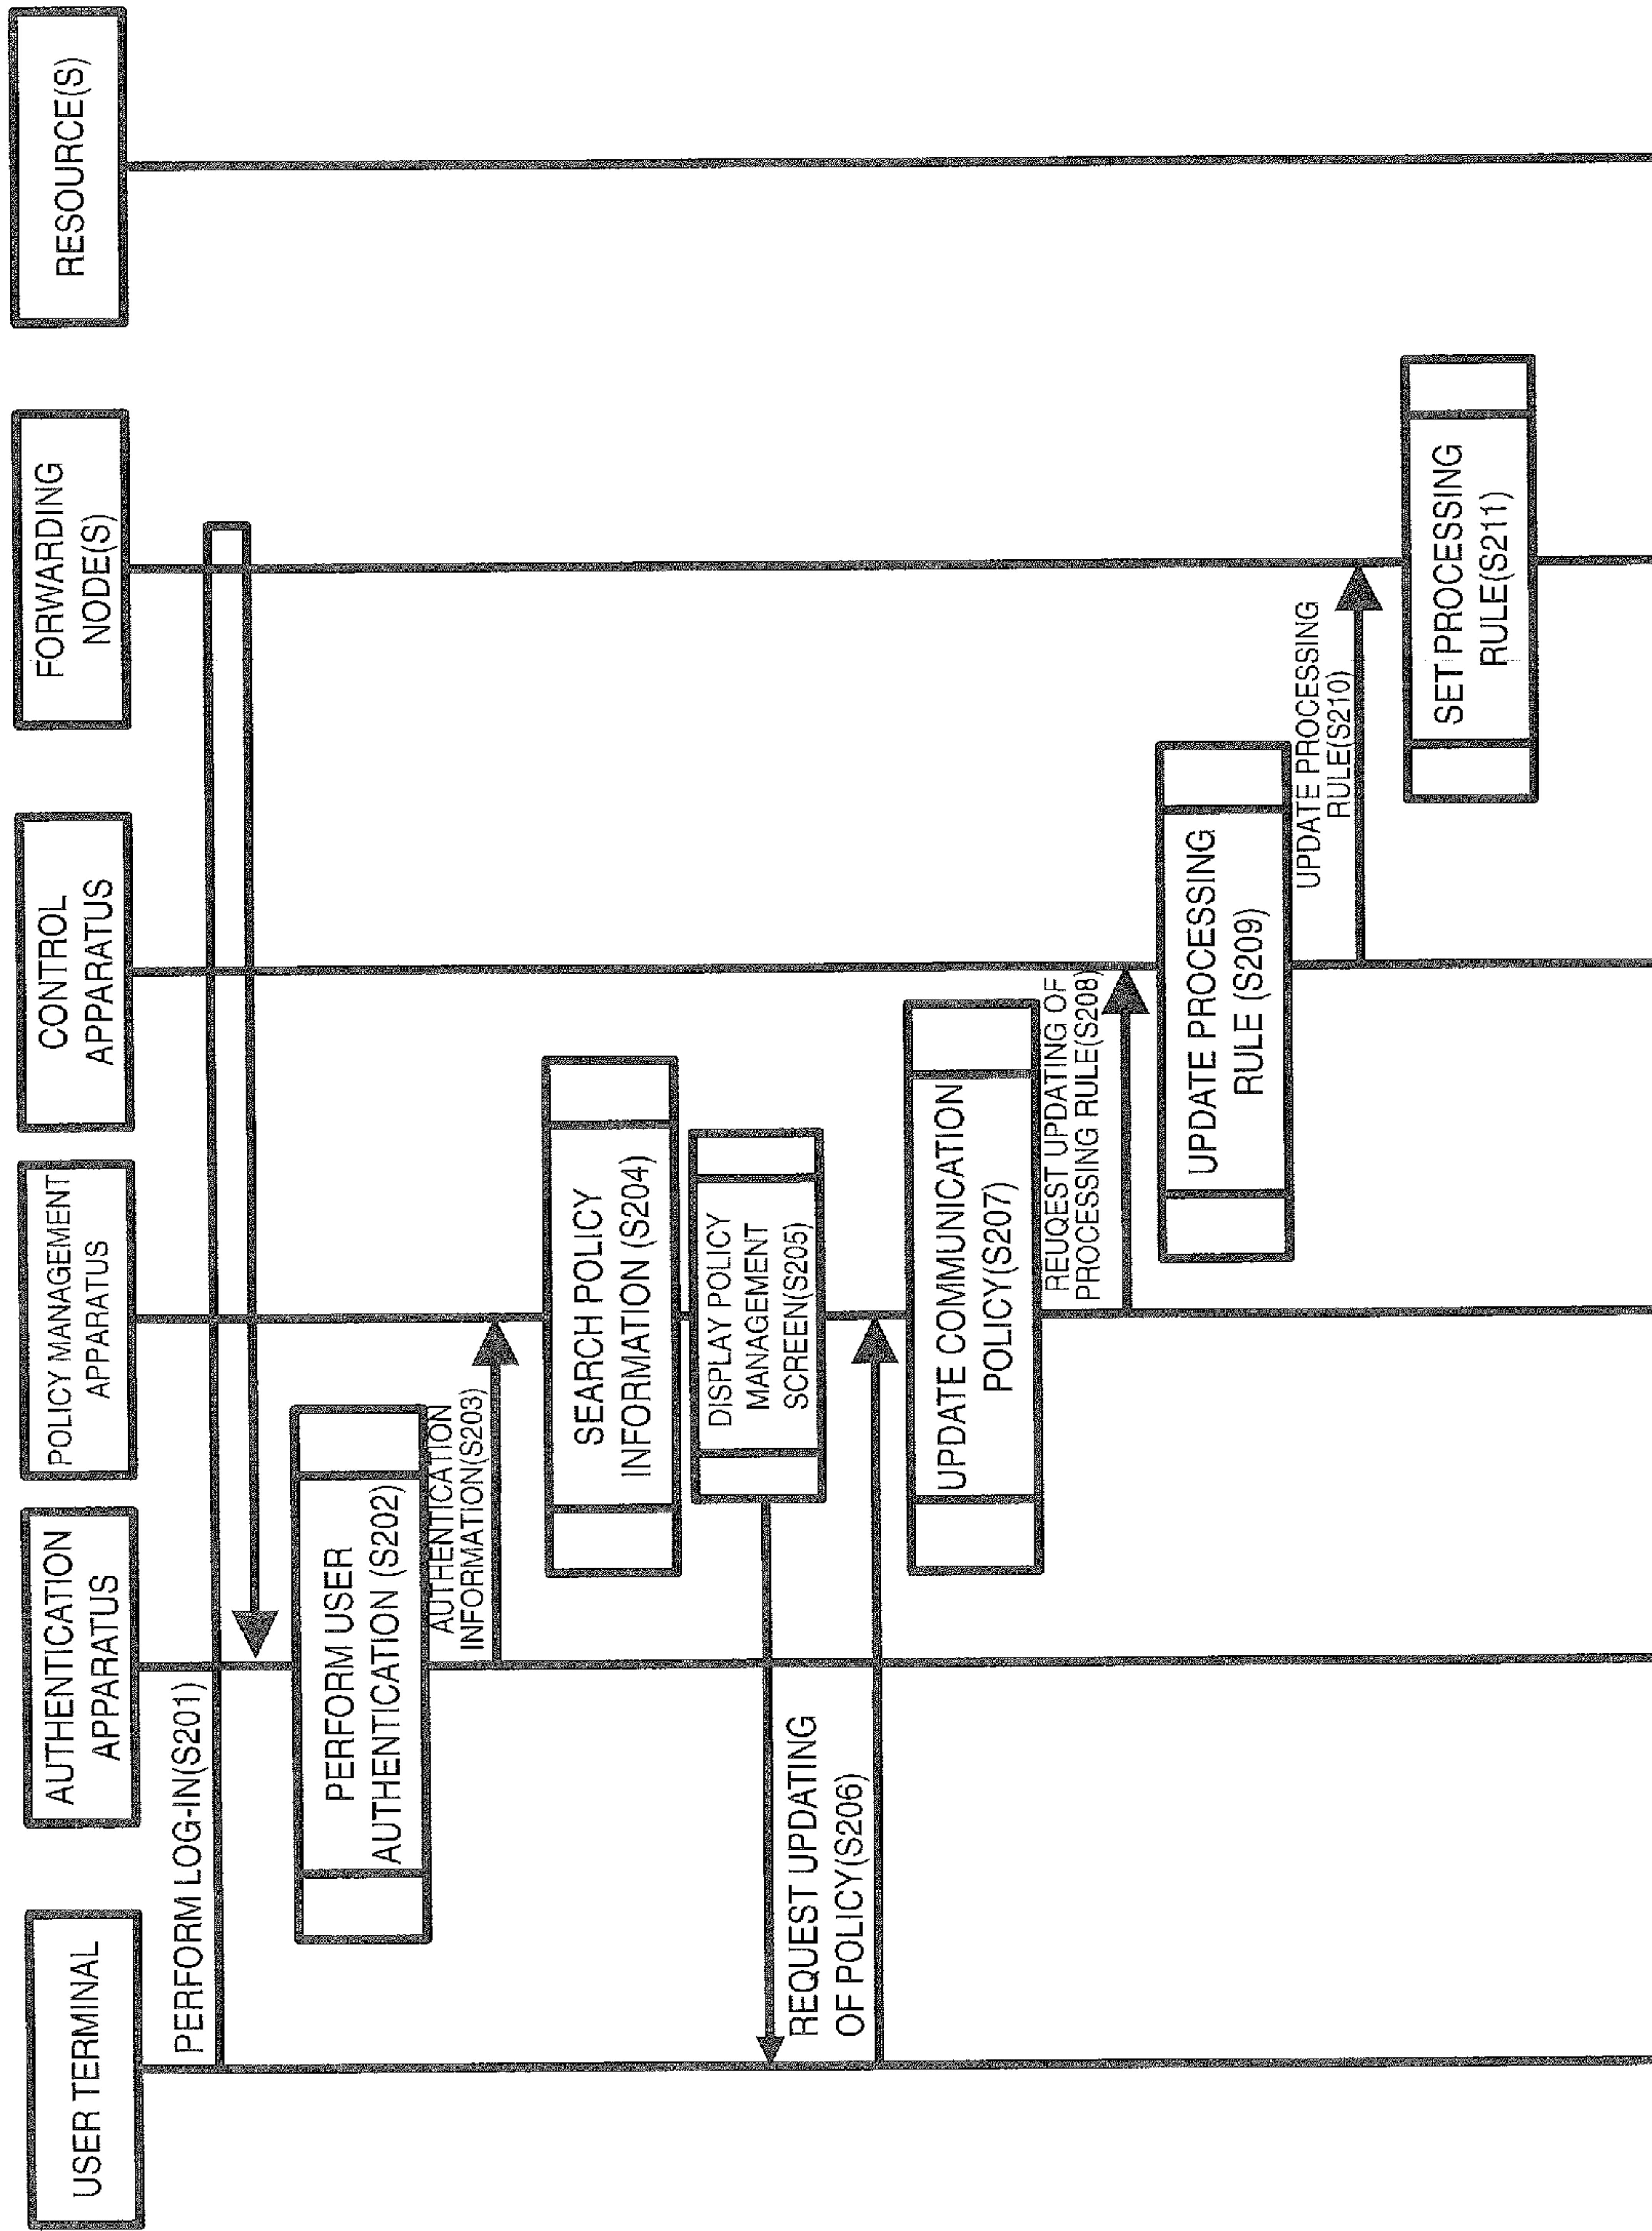 USER TERMINAL
AUTHENTICATION
APPARATUS
POLICY MANAGEMENT
APPARATUS
CONTROL
APPARATUS
FORWARDING
NODE(S)
RESOURCE(S)
PERFORM LOG-IN(S201)
PERFORM USER
AUTHENTICATION (S202)
AUTHENTICATION
INFORMATION(S203)
SEARCH POLICY
INFORMATION (S204)
DISPLAY POLICY
MANAGEMENT
SCREEN(S205)
REQUEST UPDATING
OF POLICY(S206)
UPDATE COMMUNICATION
POLICY(S207)
REUQEST UPDATING OF
PROCESSING RULE(S208)
UPDATE PROCESSING
RULE (S209)
UPDATE PROCESSING
RULE(S210)
SET PROCESSING
RULE(S211)